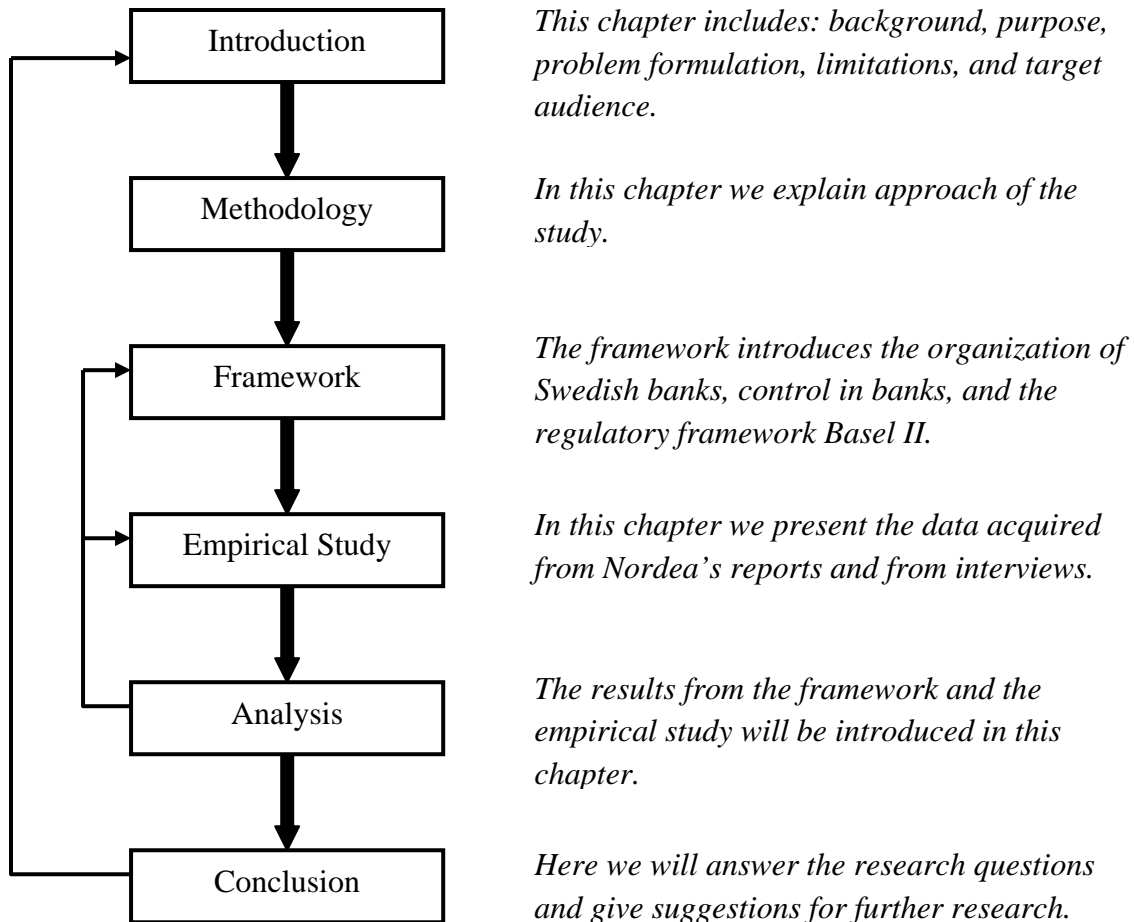 Introduction
This chapter includes: background, purpose,
problem formulation, limitations, and target
audience.
Methodology
In this chapter we explain approach of the
study.
Framework
The framework introduces the organization of
Swedish banks, control in banks, and the
regulatory framework Basel II.
Empirical Study
In this chapter we present the data acquired
from Nordea’s reports and from interviews.
Analysis
The results from the framework and the
empirical study will be introduced in this
chapter.
Conclusion
Here we will answer the research questions
and give suggestions for further research.